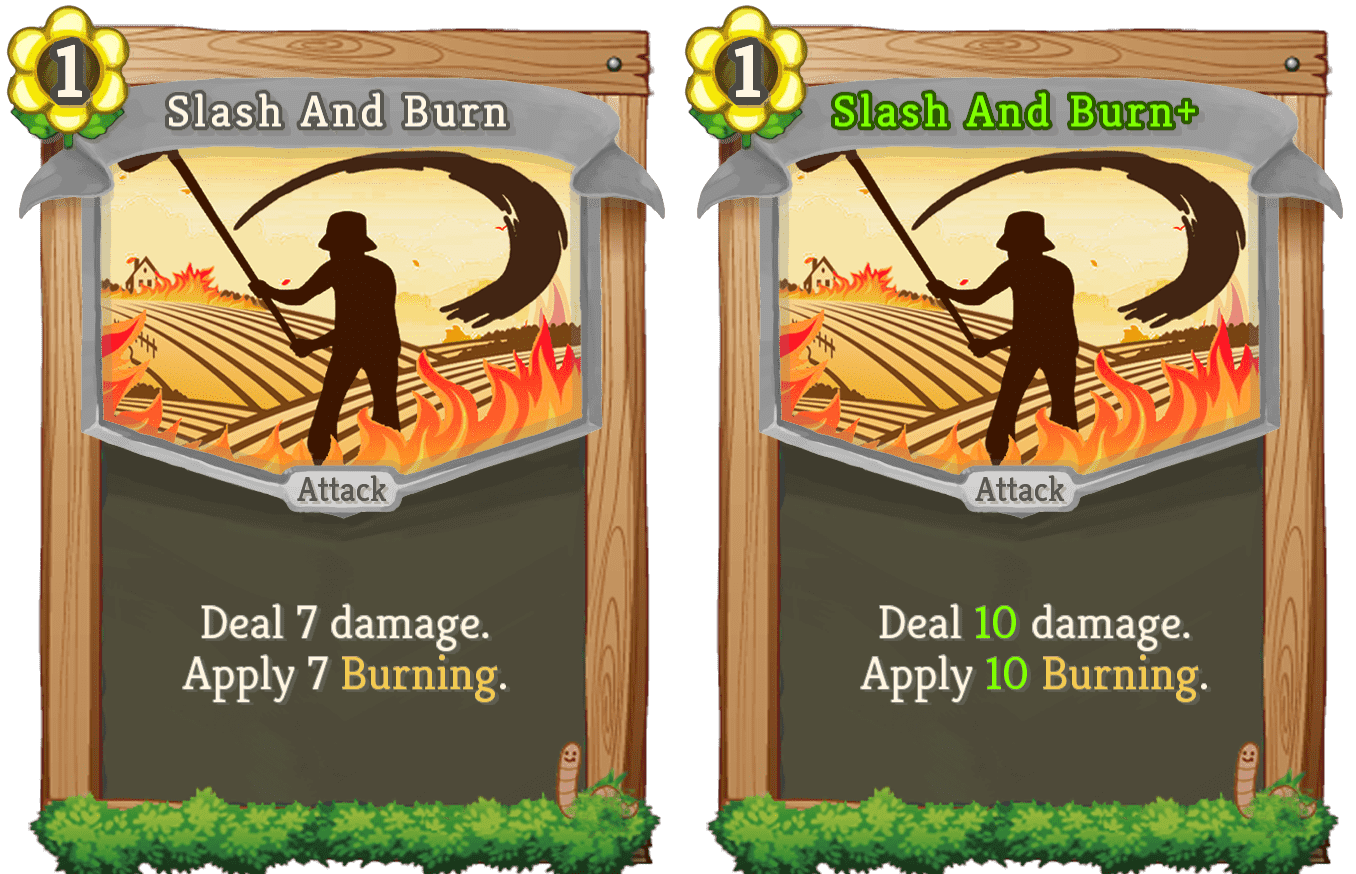 1
Slash And Burn
Attack
Deal 7 damage.
Apply 7 Burning.
1
Slash And Burn+
Attack
Deal 10 damage.
Apply 10 Burning.